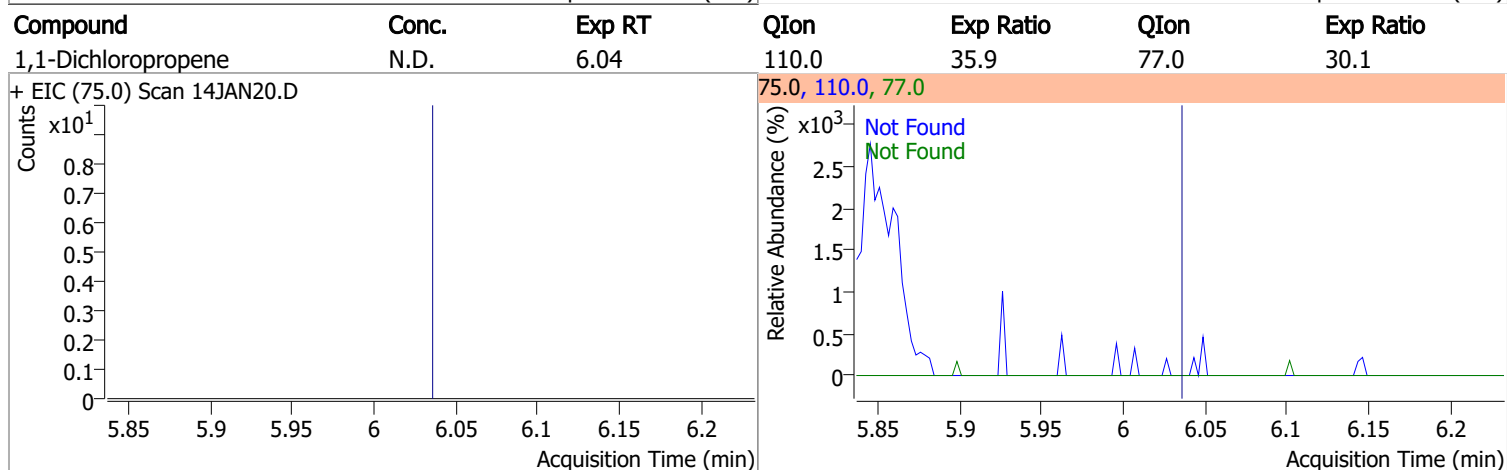 Compound Conc. Exp RT QIon Exp Ratio QIon Exp Ratio
1,1-Dichloropropene N.D. 6.04 110.0 35.9 77.0 30.1
+ EIC (75.0) Scan 14JAN20.D
Counts
x10¹
0.8
0.7
0.6
0.5
0.4
0.3
0.2
0.1
0
5.85 5.9 5.95 6 6.05 6.1 6.15 6.2
Acquisition Time (min)
75.0, 110.0, 77.0
Relative Abundance (%)
x10³
Not Found
Not Found
2.5
2
1.5
1
0.5
0
5.85 5.9 5.95 6 6.05 6.1 6.15 6.2
Acquisition Time (min)